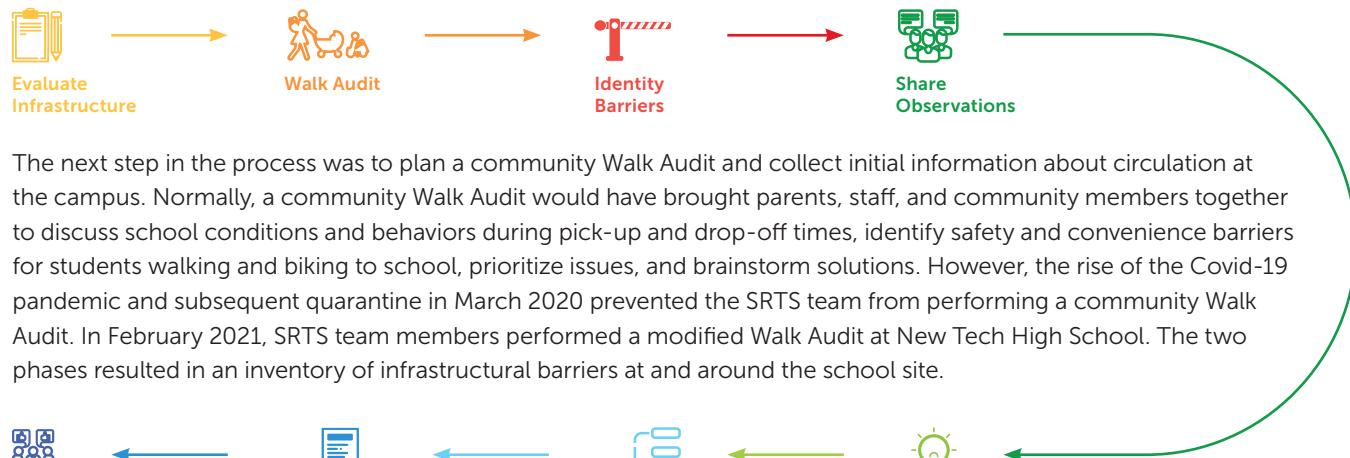 Evaluate
Infrastructure
Walk Audit
Identity
Barriers
Share
Observations
The next step in the process was to plan a community Walk Audit and collect initial information about circulation at
the campus. Normally, a community Walk Audit would have brought parents, staff, and community members together
to discuss school conditions and behaviors during pick-up and drop-off times, identify safety and convenience barriers
for students walking and biking to school, prioritize issues, and brainstorm solutions. However, the rise of the Covid-19
pandemic and subsequent quarantine in March 2020 prevented the SRTS team from performing a community Walk
Audit. In February 2021, SRTS team members performed a modified Walk Audit at New Tech High School. The two
phases resulted in an inventory of infrastructural barriers at and around the school site.